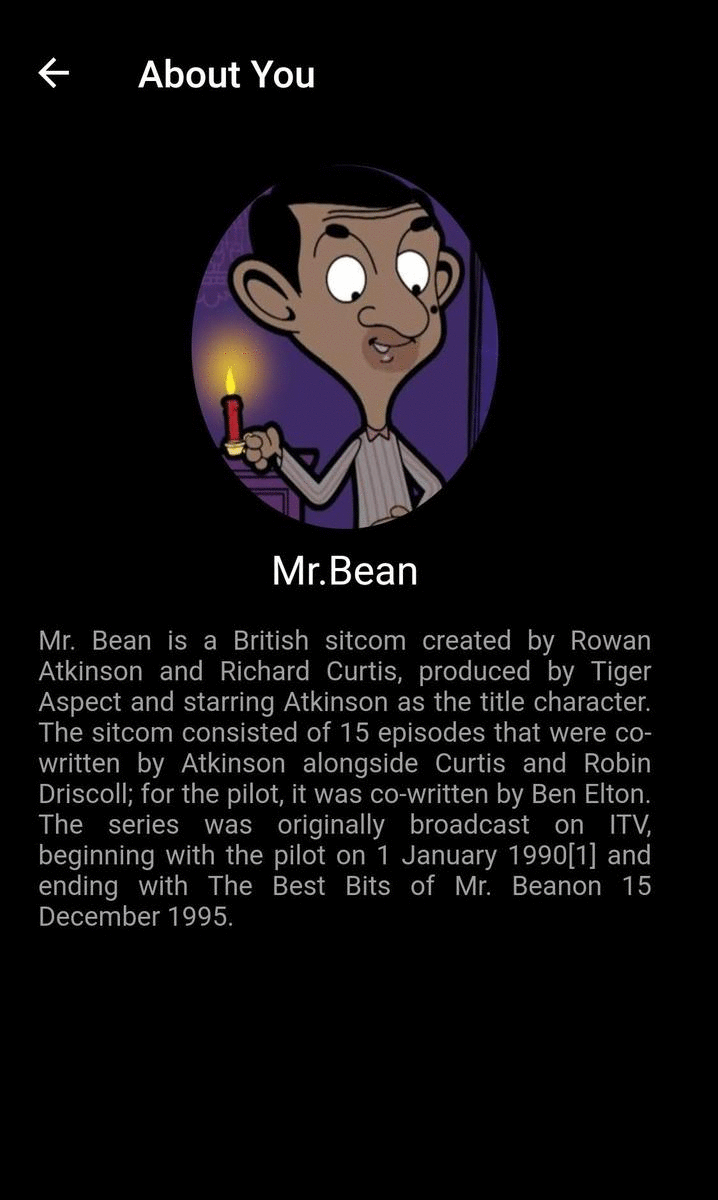 About You
Mr.Bean
Mr. Bean is a British sitcom created by Rowan
Atkinson and Richard Curtis, produced by Tiger
Aspect and starring Atkinson as the title character.
The sitcom consisted of 15 episodes that were co-
written by Atkinson alongside Curtis and Robin
Driscoll; for the pilot, it was co-written by Ben Elton.
The series was originally broadcast on ITV,
beginning with the pilot on 1 January 1990[1] and
ending with The Best Bits of Mr. Beanon 15
December 1995.